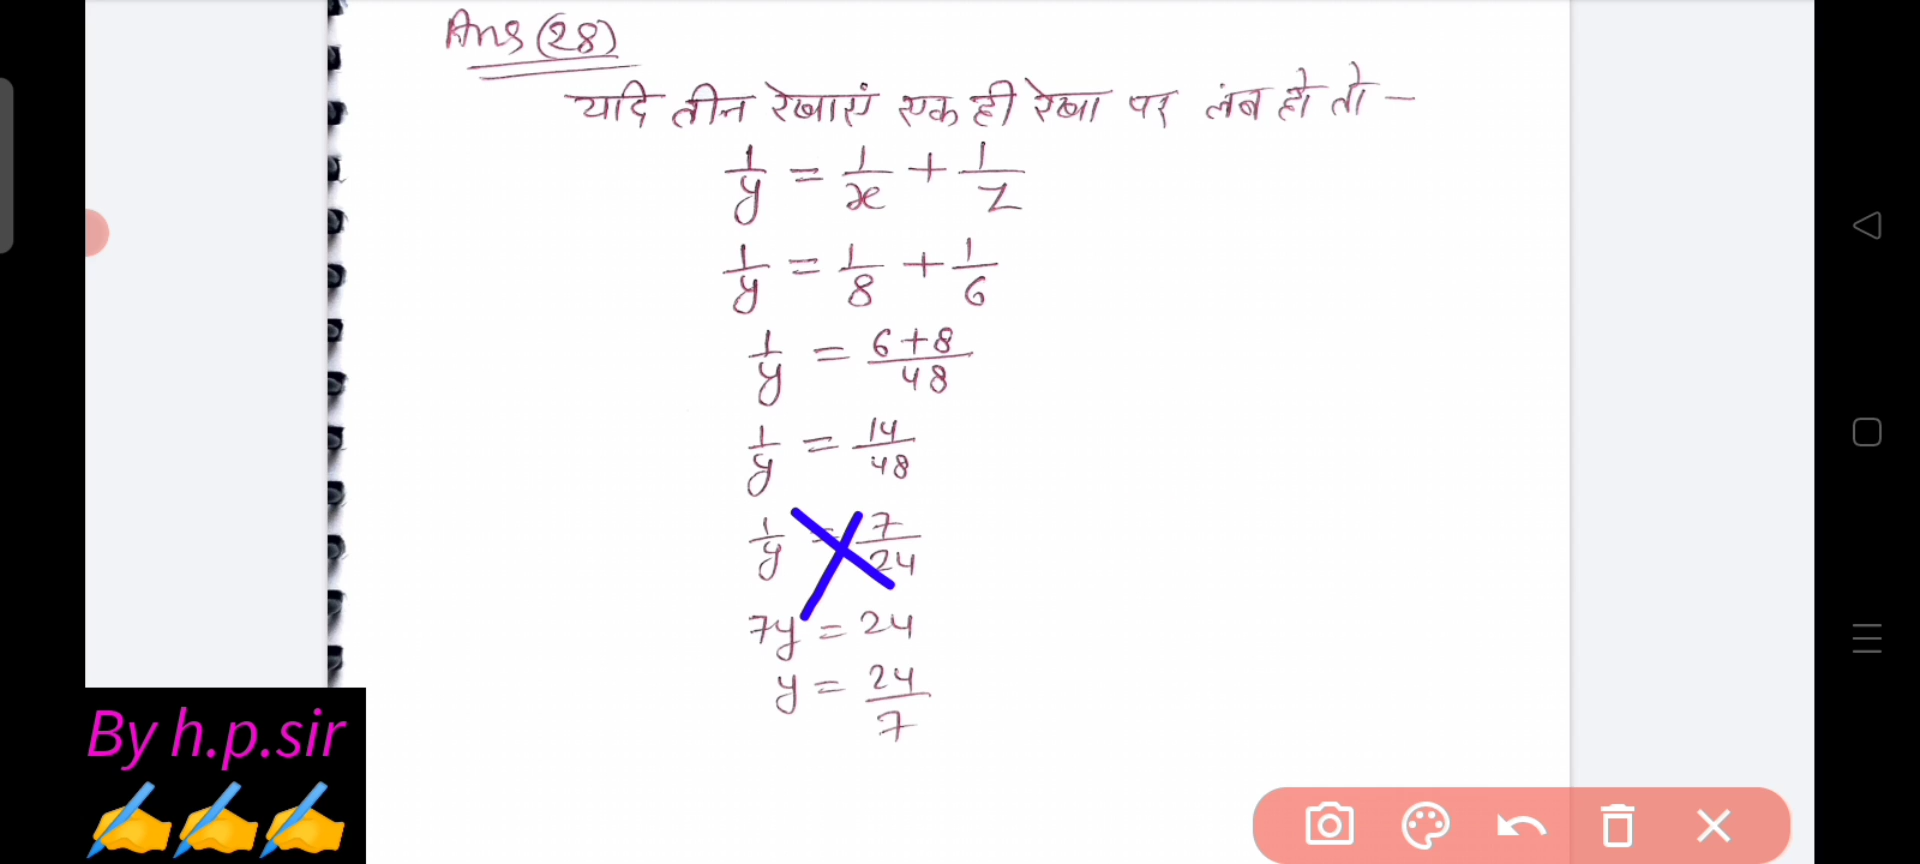 Ans (28)
यदि तीन रेखाएं एक ही रेखा पर लंब हो तो -
1/y = 1/x + 1/z
1/y = 1/8 + 1/6
1/y = 6+8/48
1/y = 14/48
1/y = 7/24
7y = 24
y = 24/7
By h.p.sir